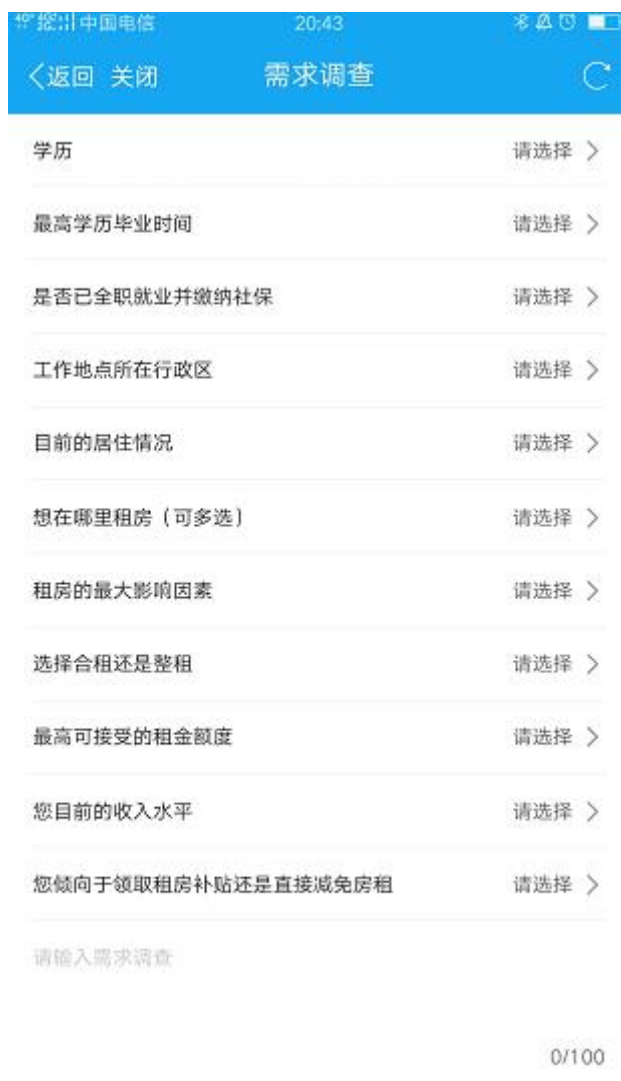 中国电信 20:43
返回 关闭 需求调查
学历 请选择
最高学历毕业时间 请选择
是否已全职就业并缴纳社保 请选择
工作地点所在行政区 请选择
目前的居住情况 请选择
想在哪里租房（可多选） 请选择
租房的最大影响因素 请选择
选择合租还是整租 请选择
最高可接受的租金额度 请选择
您目前的收入水平 请选择
您倾向于领取租房补贴还是直接减免房租 请选择
请输入需求调查
0/100